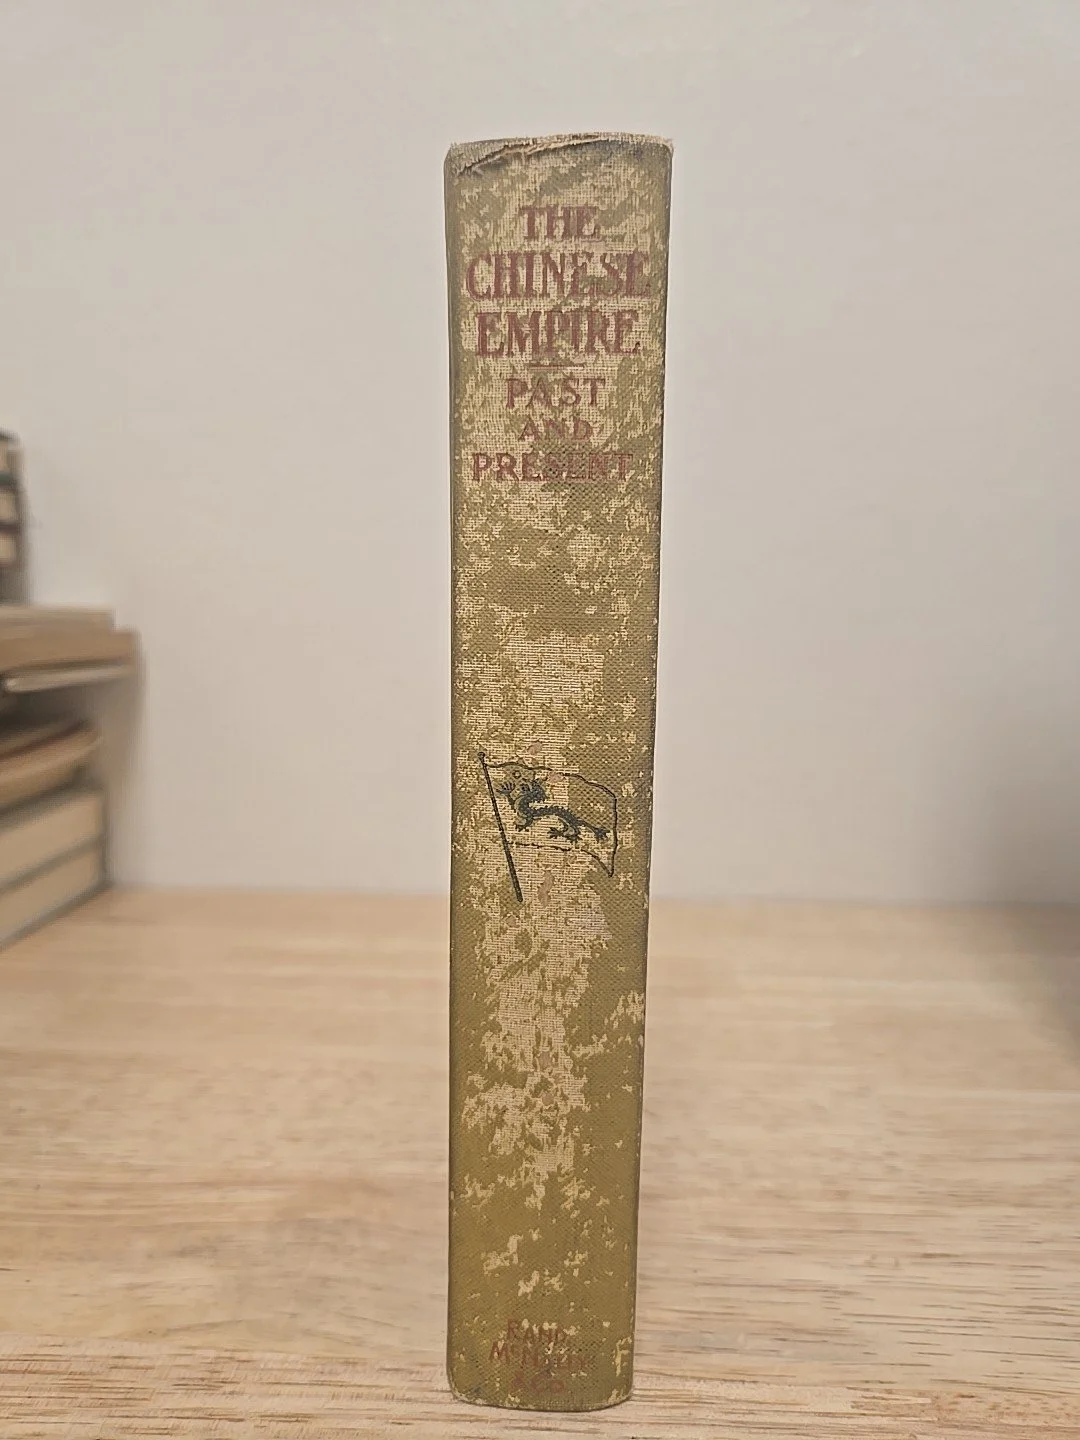 THE
CHINESE
EMPIRE
PAST
AND
PRESENT
RAND
McNALLY
& Co.